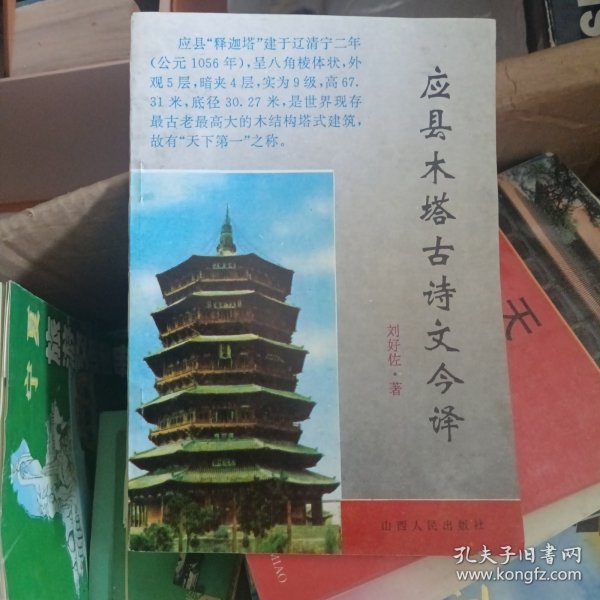 应县“释迦塔”建于辽清宁二年
(公元1056年),呈八角棱体状,外
观5层,暗夹4层,实为9级,高67.
31米,底径30.27米,是世界现存
最古老最高大的木结构塔式建筑,
故有“天下第一”之称。
应县木塔古诗文今译
刘好佐·著
山西人民出版社
宁夏
天
MIAO
孔夫子旧书网
www.kongfz.com